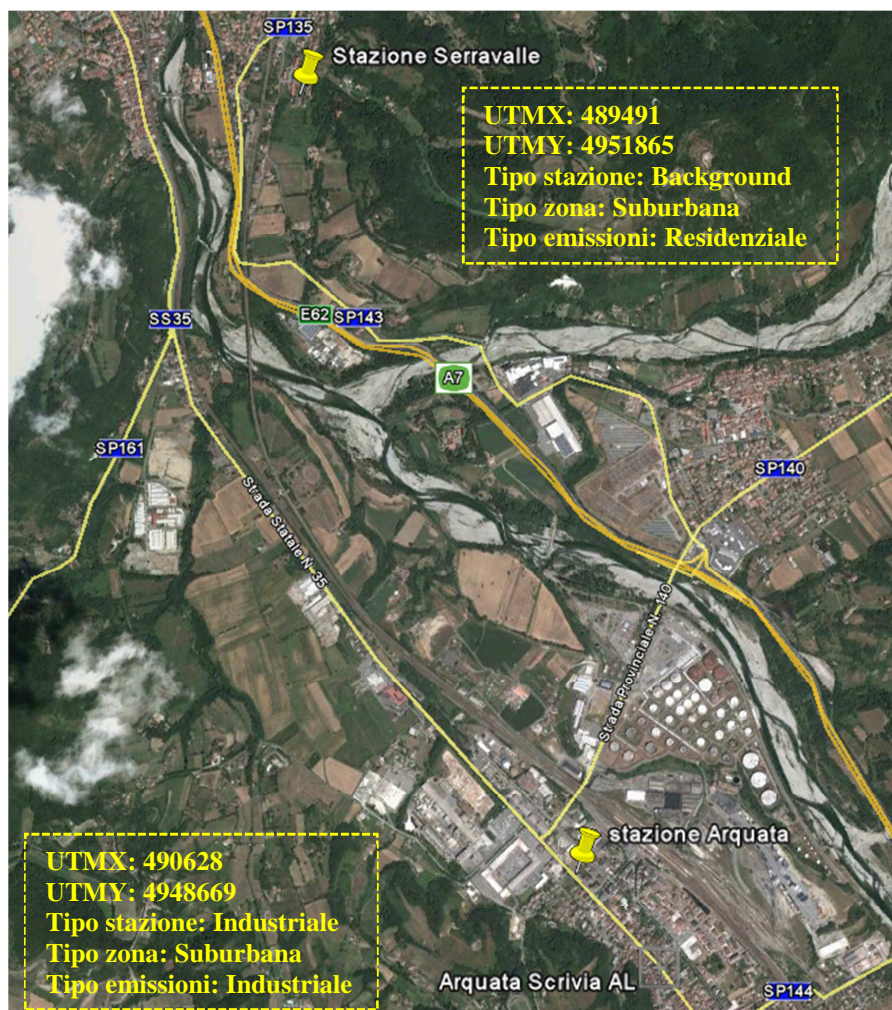 SP135
Stazione Serravalle
UTMX: 489491
UTMY: 4951865
Tipo stazione: Background
Tipo zona: Suburbana
Tipo emissioni: Residenziale
SS35
E62
SP143
A7
SP161
SP140
Strada Statale N. 35
Strada Provinciale N. 140
stazione Arquata
UTMX: 490628
UTMY: 4948669
Tipo stazione: Industriale
Tipo zona: Suburbana
Tipo emissioni: Industriale
Arquata Scrivia AL
SP144